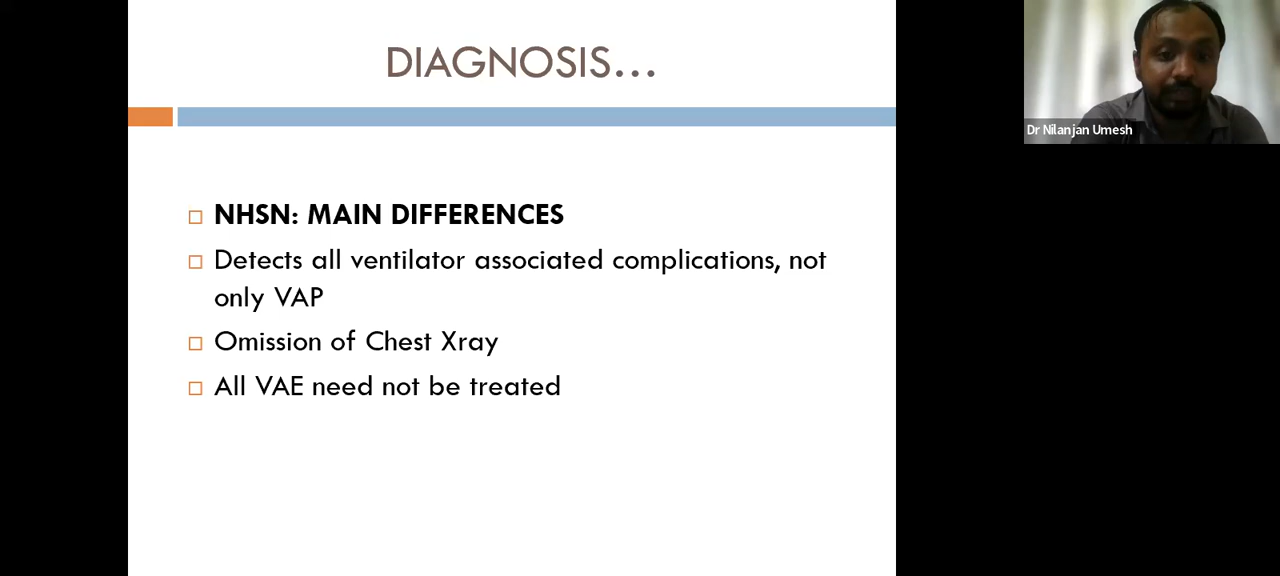 DIAGNOSIS...
Dr Nilanjan Umesh
NHSN: MAIN DIFFERENCES
Detects all ventilator associated complications, not
only VAP
Omission of Chest Xray
All VAE need not be treated